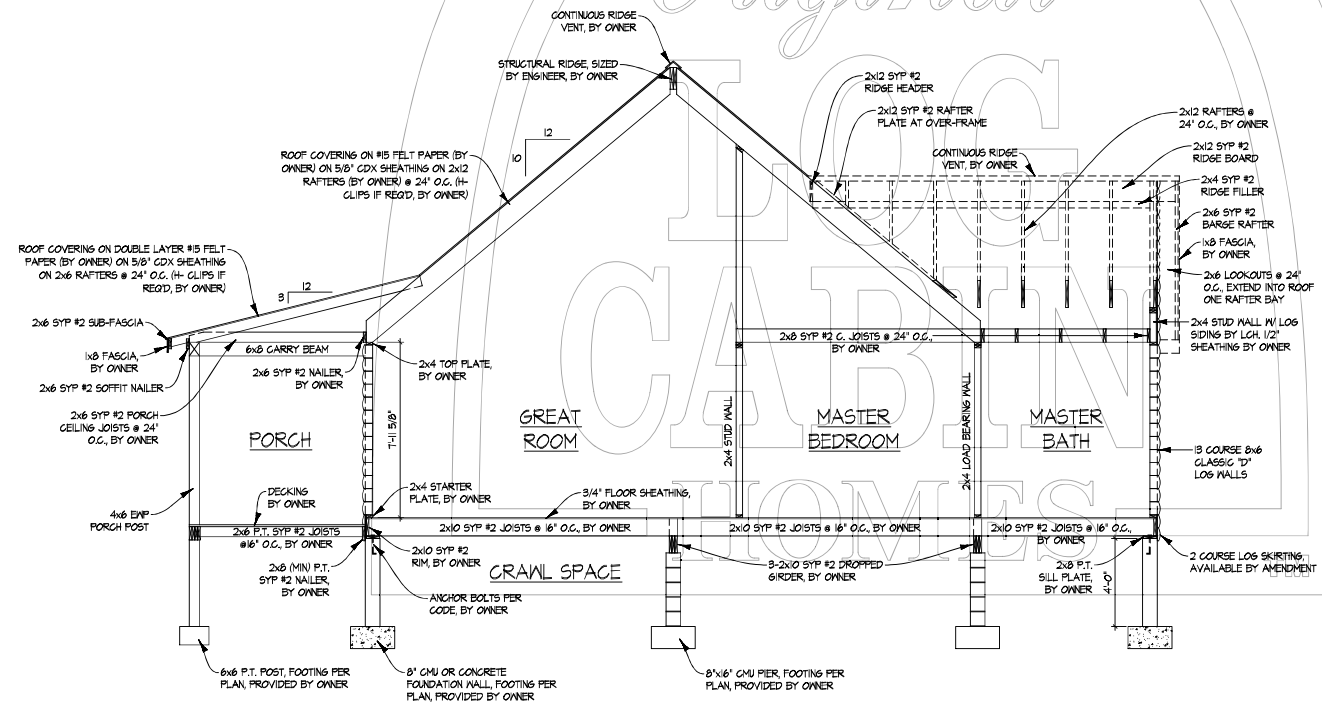 Original
LOG
CABIN
HOMES
TM
CONTINUOUS RIDGE
VENT, BY OWNER
STRUCTURAL RIDGE, SIZED
BY ENGINEER, BY OWNER
12
10
ROOF COVERING ON #15 FELT PAPER (BY
OWNER) ON 5/8" CDX SHEATHING ON 2x12
RAFTERS (BY OWNER) @ 24" O.C. (H-
CLIPS IF REQ'D, BY OWNER)
ROOF COVERING ON DOUBLE LAYER #15 FELT
PAPER (BY OWNER) ON 5/8" CDX SHEATHING
ON 2x6 RAFTERS @ 24" O.C. (H- CLIPS IF
REQ'D, BY OWNER)
12
3
2x6 SYP #2 SUB-FASCIA
1x8 FASCIA,
BY OWNER
2x6 SYP #2 SOFFIT NAILER
2x6 SYP #2 PORCH
CEILING JOISTS @ 24"
O.C., BY OWNER
6x8 CARRY BEAM
2x6 SYP #2 NAILER,
BY OWNER
2x4 TOP PLATE,
BY OWNER
7'-11 5/8"
2x12 SYP #2
RIDGE HEADER
2x12 SYP #2 RAFTER
PLATE AT OVER-FRAME
CONTINUOUS RIDGE
VENT, BY OWNER
2x12 RAFTERS @
24" O.C., BY OWNER
2x12 SYP #2
RIDGE BOARD
2x4 SYP #2
RIDGE FILLER
2x6 SYP #2
BARGE RAFTER
1x8 FASCIA,
BY OWNER
2x6 LOOKOUTS @ 24"
O.C., EXTEND INTO ROOF
ONE RAFTER BAY
2x4 STUD WALL W/ LOG
SIDING BY LCH. 1/2"
SHEATHING BY OWNER
2x8 SYP #2 C. JOISTS @ 24" O.C.,
BY OWNER
PORCH
GREAT
ROOM
2x4 STUD WALL
MASTER
BEDROOM
2x4 LOAD BEARING WALL
MASTER
BATH
13 COURSE 8x6
CLASSIC "D"
LOG WALLS
4x6 EWP
PORCH POST
DECKING
BY OWNER
2x6 P.T. SYP #2 JOISTS
@16" O.C., BY OWNER
2x4 STARTER
PLATE, BY OWNER
3/4" FLOOR SHEATHING,
BY OWNER
2x10 SYP #2 JOISTS @ 16" O.C., BY OWNER
2x10 SYP #2 JOISTS @ 16" O.C., BY OWNER
2x10 SYP #2 JOISTS @ 16" O.C.,
BY OWNER
2x8 (MIN) P.T.
SYP #2 NAILER,
BY OWNER
2x10 SYP #2
RIM, BY OWNER
CRAWL SPACE
ANCHOR BOLTS PER
CODE, BY OWNER
3-2x10 SYP #2 DROPPED
GIRDER, BY OWNER
2x8 P.T.
SILL PLATE,
BY OWNER
4'-0"
2 COURSE LOG SKIRTING,
AVAILABLE BY AMENDMENT
6x6 P.T. POST, FOOTING PER
PLAN, PROVIDED BY OWNER
8" CMU OR CONCRETE
FOUNDATION WALL, FOOTING PER
PLAN, PROVIDED BY OWNER
8"x16" CMU PIER, FOOTING PER
PLAN, PROVIDED BY OWNER